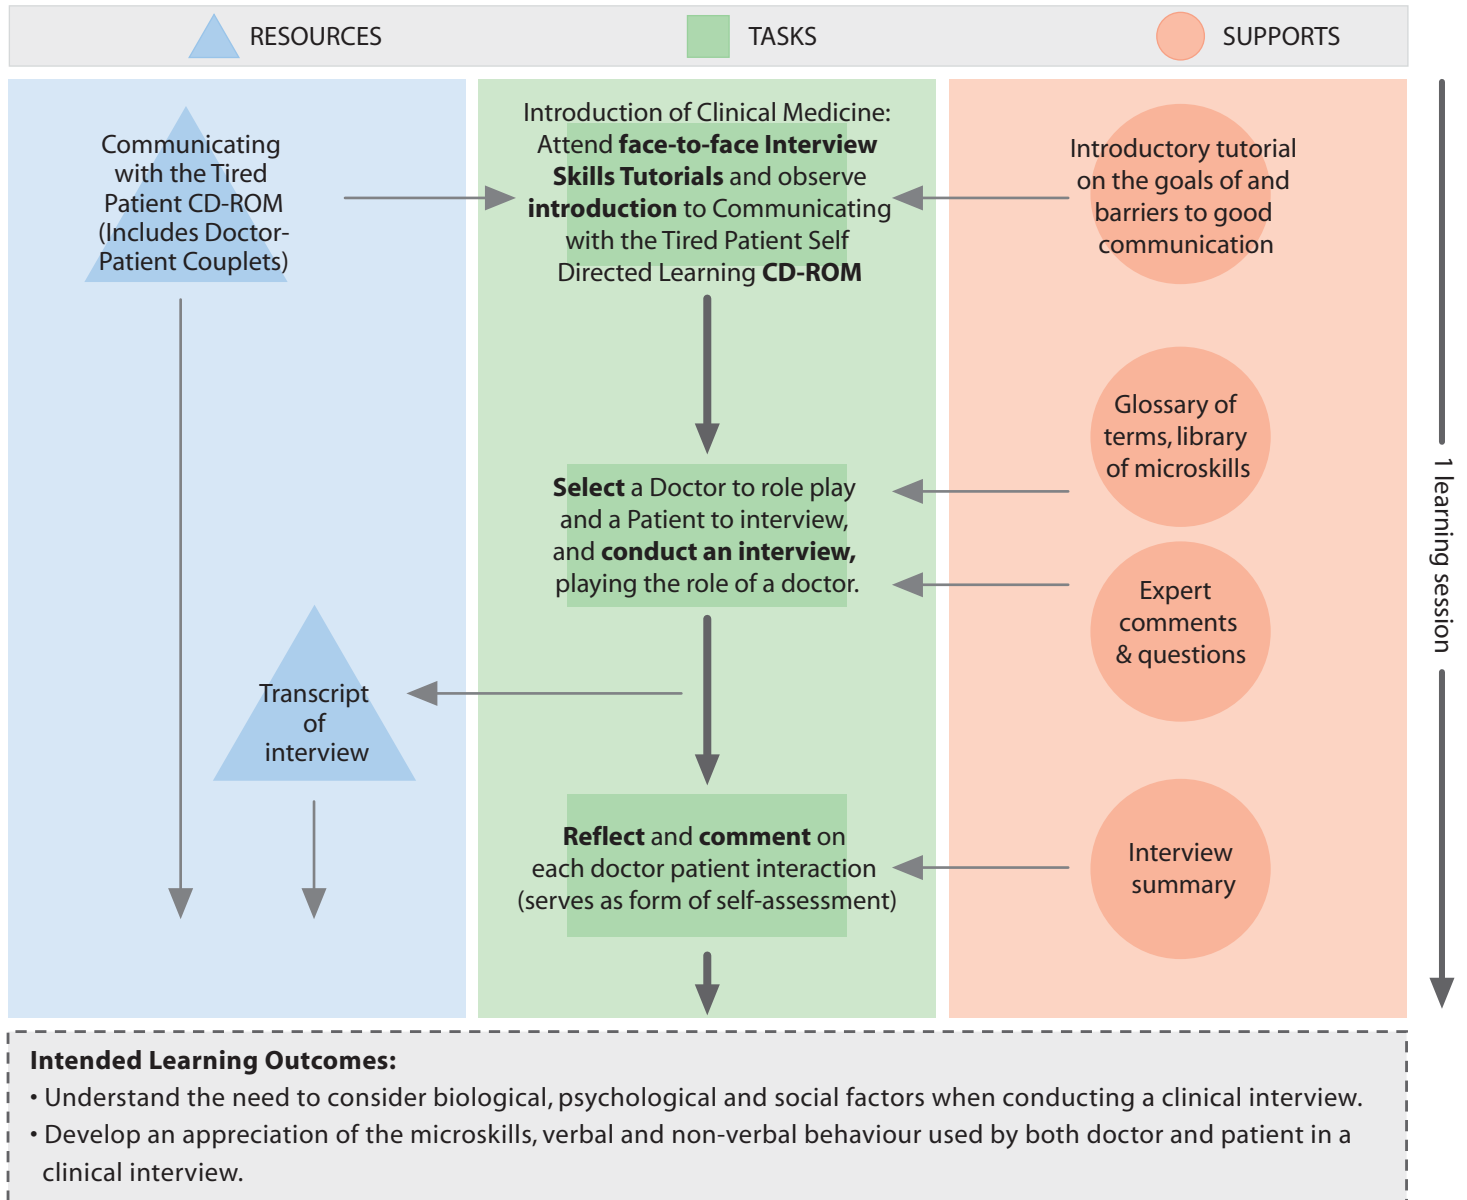 RESOURCES
TASKS
SUPPORTS
Communicating
with the Tired
Patient CD-ROM
(Includes Doctor-
Patient Couplets)
Introduction of Clinical Medicine:
Attend face-to-face Interview
Skills Tutorials and observe
introduction to Communicating
with the Tired Patient Self
Directed Learning CD-ROM
Introductory tutorial
on the goals of and
barriers to good
communication
Glossary of
terms, library
of microskills
Select a Doctor to role play
and a Patient to interview,
and conduct an interview,
playing the role of a doctor.
Expert
comments
& questions
Transcript
of
interview
Reflect and comment on
each doctor patient interaction
(serves as form of self-assessment)
Interview
summary
1 learning session
Intended Learning Outcomes:
• Understand the need to consider biological, psychological and social factors when conducting a clinical interview.
• Develop an appreciation of the microskills, verbal and non-verbal behaviour used by both doctor and patient in a
clinical interview.